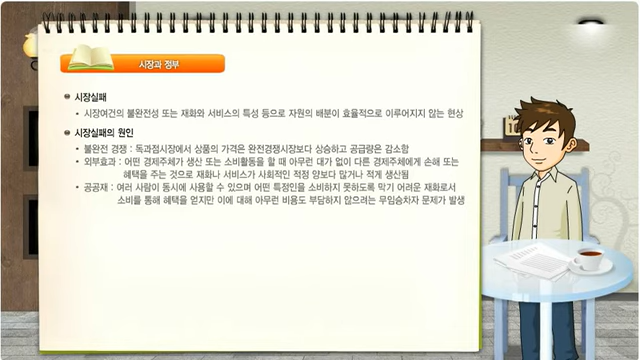 시장과 정부
시장실패
• 시장여건의 불완전성 또는 재화와 서비스의 특성 등으로 자원의 배분이 효율적으로 이루어지지 않는 현상
시장실패의 원인
• 불완전 경쟁 : 독과점시장에서 상품의 가격은 완전경쟁시장보다 상승하고 공급량은 감소함
• 외부효과 : 어떤 경제주체가 생산 또는 소비활동을 할 때 아무런 대가 없이 다른 경제주체에게 손해 또는
혜택을 주는 것으로 재화나 서비스가 사회적인 적정 양보다 많거나 적게 생산됨
• 공공재 : 여러 사람이 동시에 사용할 수 있으며 어떤 특정인을 소비하지 못하도록 막기 어려운 재화로서
소비를 통해 혜택을 얻지만 이에 대해 아무런 비용도 부담하지 않으려는 무임승차자 문제가 발생